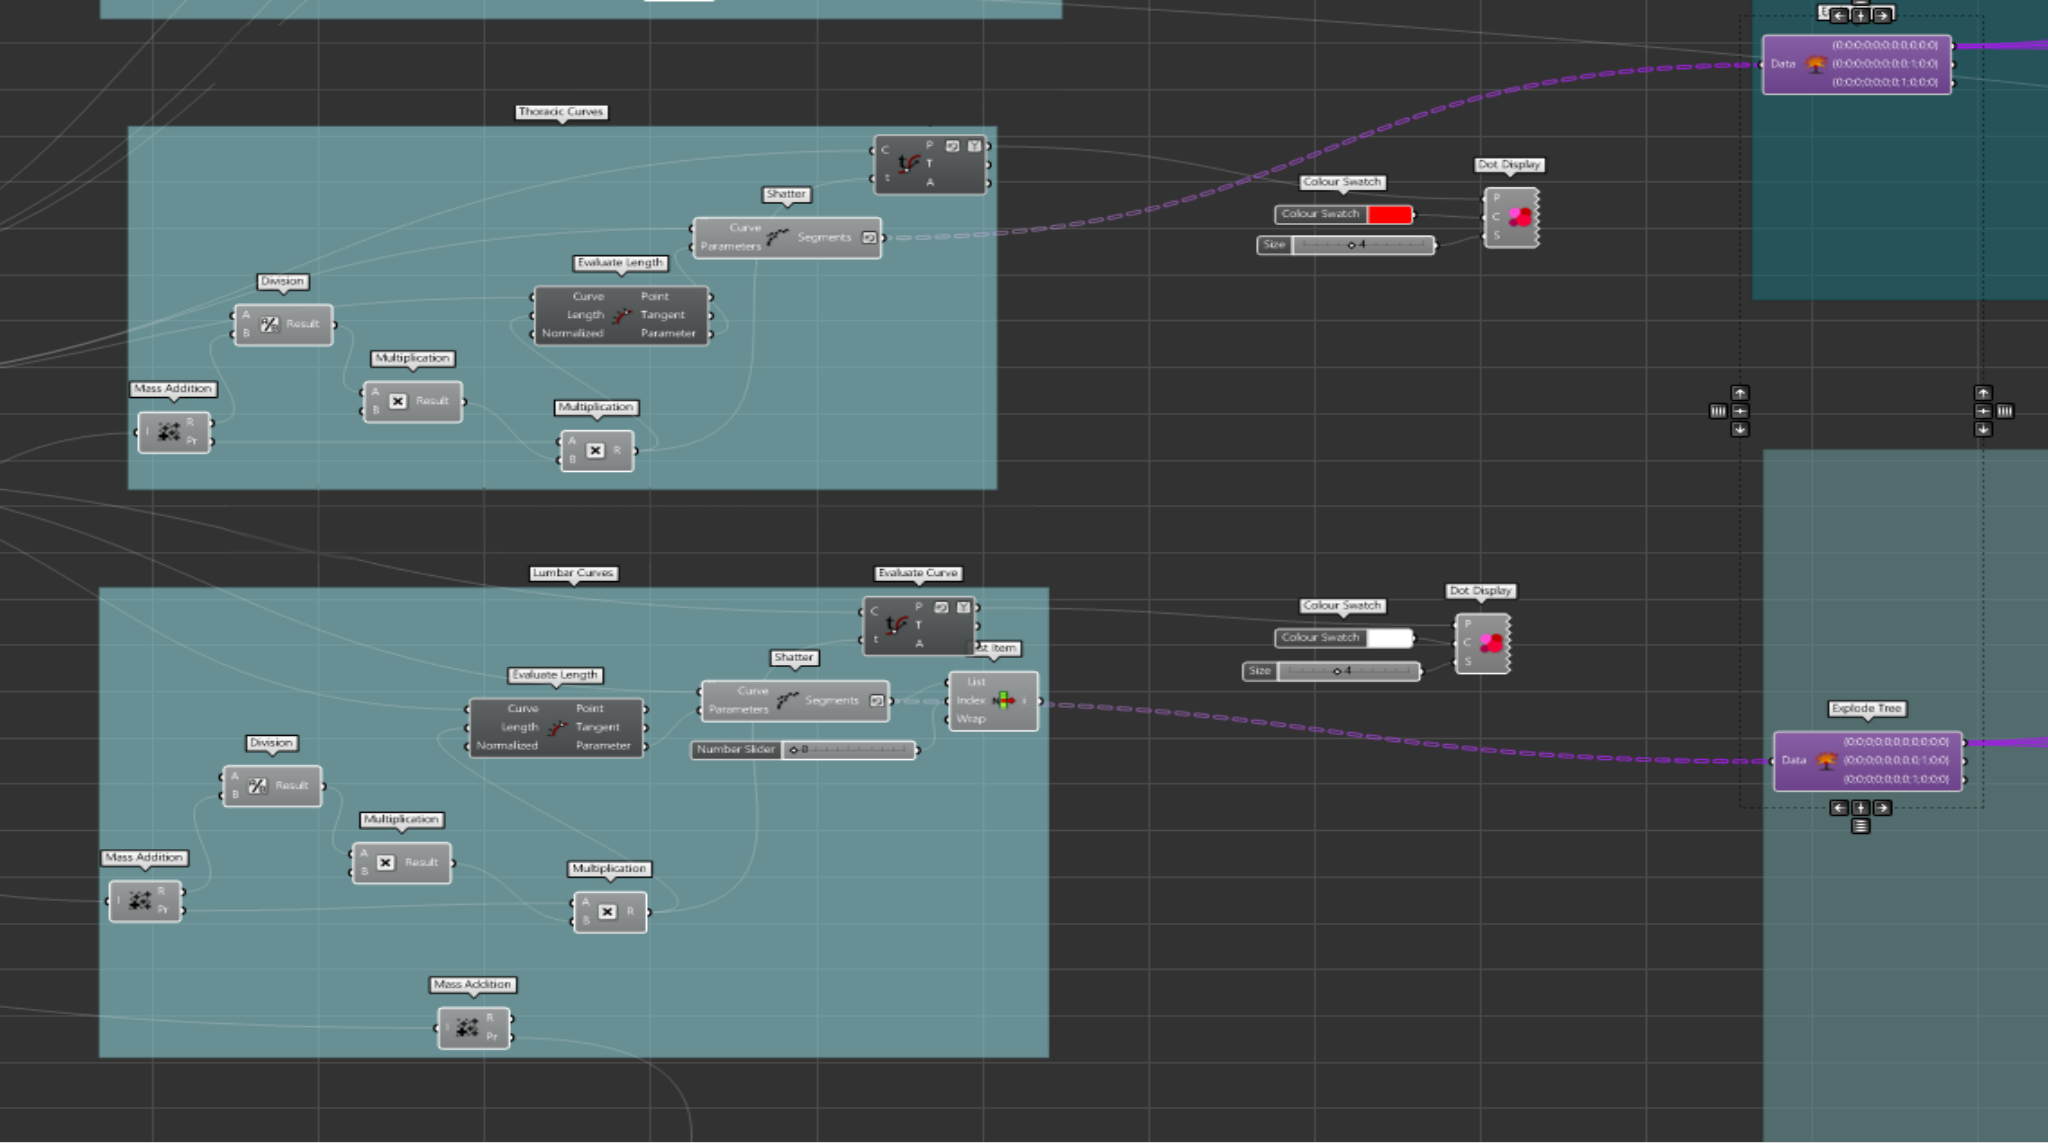 Data
{0;0;0;0;0;0;0;0;0;0}
{0;0;0;0;0;0;0;1;0;0}
{0;0;0;0;0;0;0;1;0;0;0}
Thoracic Curves
C
t
P
T
A
Shatter
Curve
Parameters
Segments
Evaluate Length
Curve
Length
Normalized
Point
Tangent
Parameter
Division
A
B
Result
Multiplication
A
B
Result
Mass Addition
I
R
Pr
Multiplication
A
B
R
Colour Swatch
Colour Swatch
Size
4
Dot Display
P
C
S
Lumbar Curves
Evaluate Curve
C
t
P
T
A
st Item
List
Index
Wrap
i
Shatter
Curve
Parameters
Segments
Number Slider
0
Evaluate Length
Curve
Length
Normalized
Point
Tangent
Parameter
Division
A
B
Result
Multiplication
A
B
Result
Mass Addition
I
R
Pr
Multiplication
A
B
R
Mass Addition
I
R
Pr
Colour Swatch
Colour Swatch
Size
4
Dot Display
P
C
S
Explode Tree
Data
{0;0;0;0;0;0;0;0;0;0}
{0;0;0;0;0;0;0;1;0;0}
{0;0;0;0;0;0;1;0;0;0}